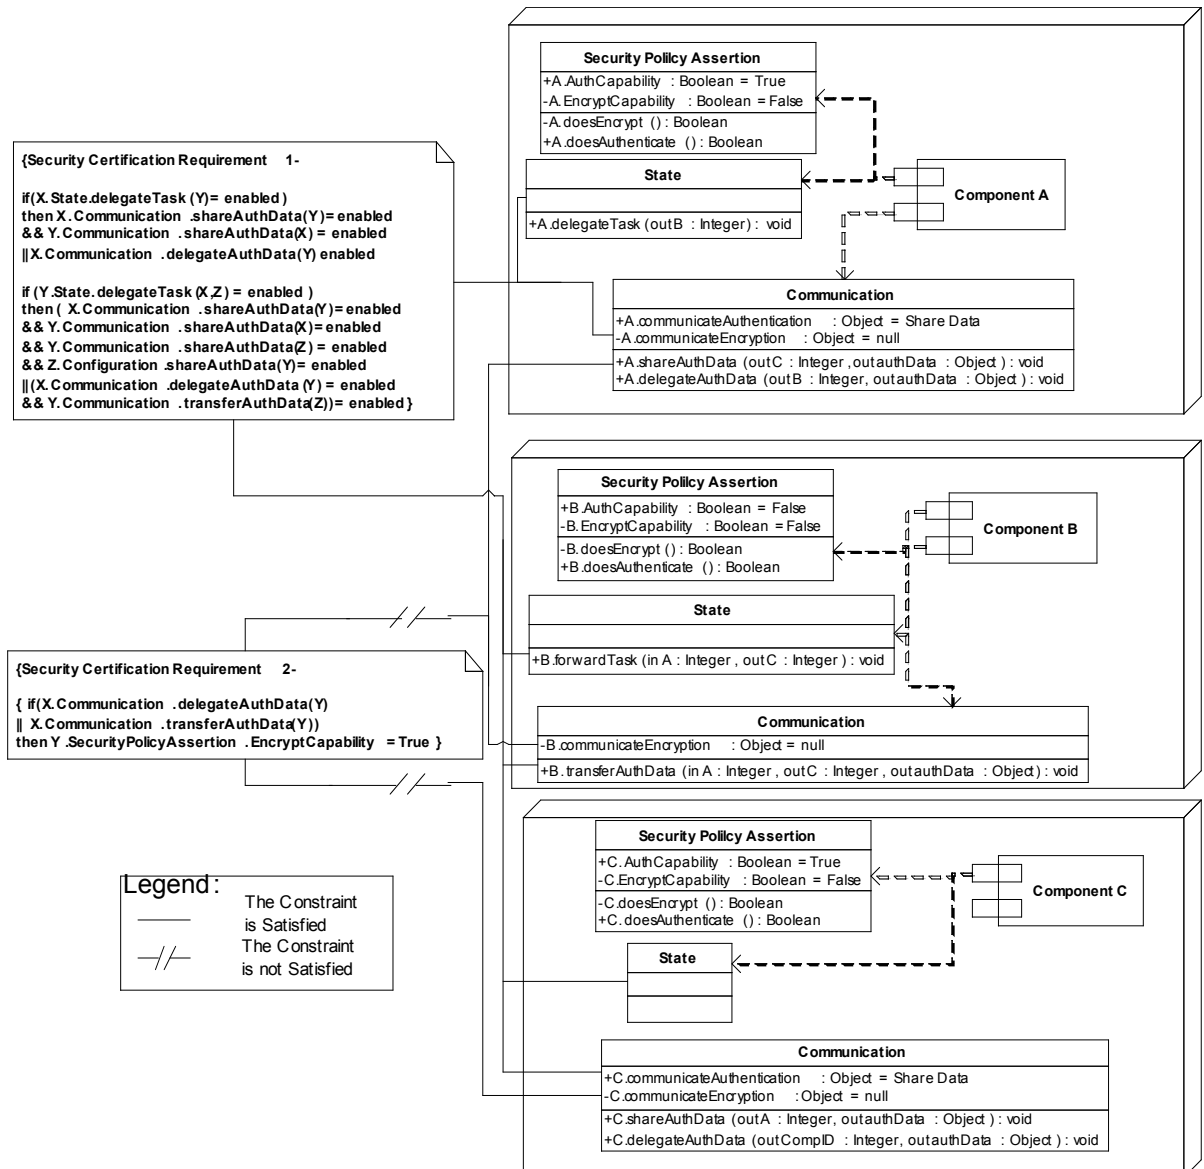 Security Polilcy Assertion
+A.AuthCapability : Boolean = True
-A.EncryptCapability : Boolean = False
-A.doesEncrypt () : Boolean
+A.doesAuthenticate () : Boolean
State
+A.delegateTask (out B : Integer) : void
Component A
Communication
+A.communicateAuthentication : Object = Share Data
-A.communicateEncryption : Object = null
+A.shareAuthData (out C : Integer, out authData : Object) : void
+A.delegateAuthData (out B : Integer, out authData : Object) : void
{Security Certification Requirement 1-
if(X.State.delegateTask (Y)= enabled )
then X.Communication .shareAuthData(Y)= enabled
&& Y.Communication .shareAuthData(X) = enabled
||X.Communication .delegateAuthData(Y) enabled
if (Y.State. delegateTask (X,Z) = enabled )
then ( X.Communication .shareAuthData(Y)= enabled
&& Y.Communication .shareAuthData(X)= enabled
&& Y.Communication .shareAuthData(Z) = enabled
&& Z.Configuration .shareAuthData(Y)= enabled
||(X.Communication .delegateAuthData (Y) = enabled
&& Y.Communication .transferAuthData(Z))= enabled }
Security Polilcy Assertion
+B.AuthCapability : Boolean = False
-B.EncryptCapability : Boolean = False
-B.doesEncrypt () : Boolean
+B.doesAuthenticate () : Boolean
Component B
State
+B.forwardTask (in A : Integer , out C : Integer ) : void
Communication
-B.communicateEncryption : Object = null
+B.transferAuthData (in A : Integer , out C : Integer , out authData : Object) : void
{Security Certification Requirement 2-
{ if(X.Communication .delegateAuthData(Y)
|| X.Communication .transferAuthData(Y))
then Y .SecurityPolicyAssertion . EncryptCapability = True }
Security Polilcy Assertion
+C.AuthCapability : Boolean = True
-C.EncryptCapability : Boolean = False
-C.doesEncrypt () : Boolean
+C.doesAuthenticate () : Boolean
Component C
State
Communication
+C.communicateAuthentication : Object = Share Data
-C.communicateEncryption : Object = null
+C.shareAuthData (out A : Integer, out authData : Object ) : void
+C.delegateAuthData (out CompID : Integer, out authData : Object ) : void
Legend:
The Constraint
is Satisfied
The Constraint
is not Satisfied